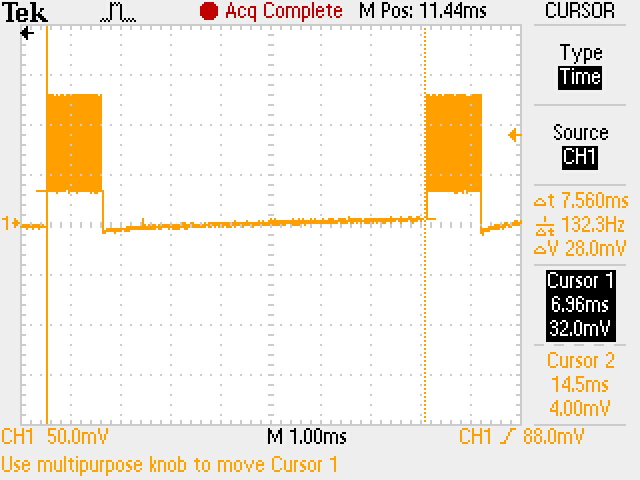 Tek Acq Complete M Pos: 11.44ms
CURSOR
Type
Time
Source
CH1
1
Δt 7.560ms
1/Δt 132.3Hz
ΔV 28.0mV
Cursor 1
6.96ms
32.0mV
Cursor 2
14.5ms
4.00mV
CH1 50.0mV M 1.00ms CH1 88.0mV
Use multipurpose knob to move Cursor 1